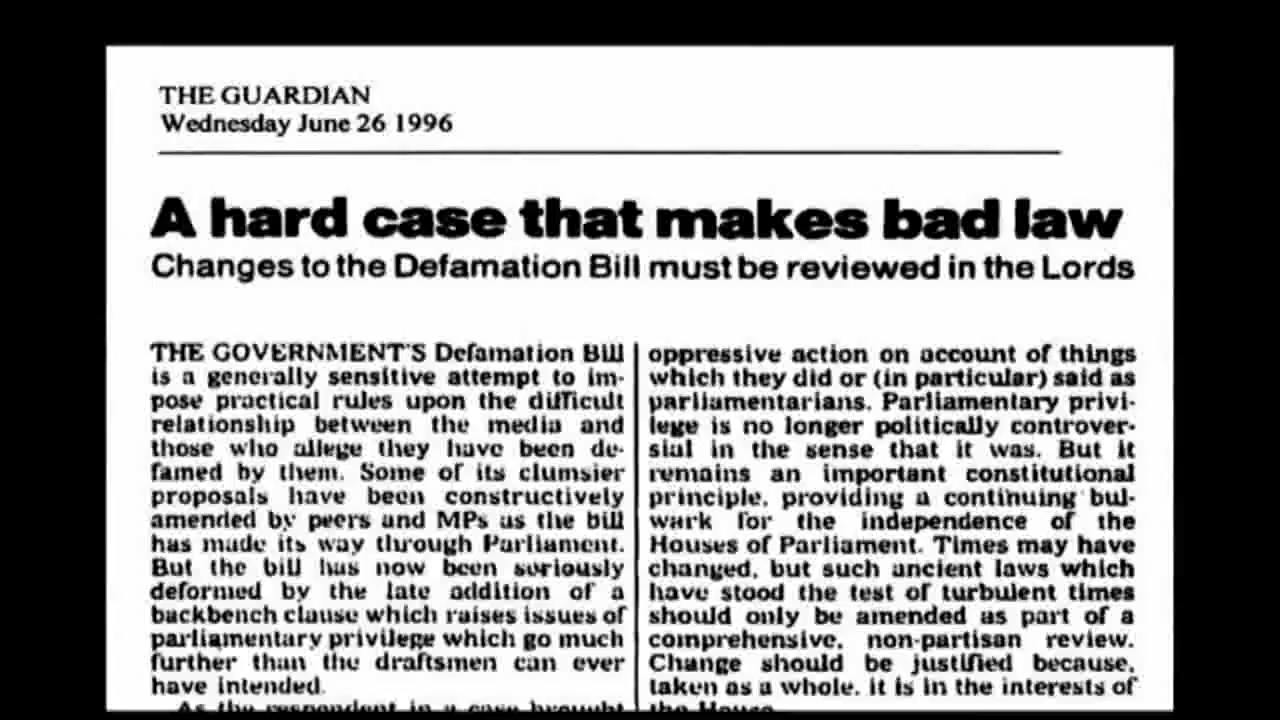 THE GUARDIAN
Wednesday June 26 1996
A hard case that makes bad law
Changes to the Defamation Bill must be reviewed in the Lords
THE GOVERNMENT'S Defamation Bill
is a generally sensitive attempt to im-
pose practical rules upon the difficult
relationship between the media and
those who allege they have been de-
famed by them. Some of its clumsier
proposals have been constructively
amended by peers and MPs as the bill
has made its way through Parliament.
But the bill has now been seriously
deformed by the late addition of a
backbench clause which raises issues of
parliamentary privilege which go much
further than the draftsmen can ever
have intended.
As the respondent in a case brought
oppressive action on account of things
which they did or (in particular) said as
parliamentarians. Parliamentary privi-
lege is no longer politically controver-
sial in the sense that it was. But it
remains an important constitutional
principle, providing a continuing bul-
wark for the independence of the
Houses of Parliament. Times may have
changed, but such ancient laws which
have stood the test of turbulent times
should only be amended as part of a
comprehensive, non-partisan review.
Change should be justified because,
taken as a whole, it is in the interests of
the House